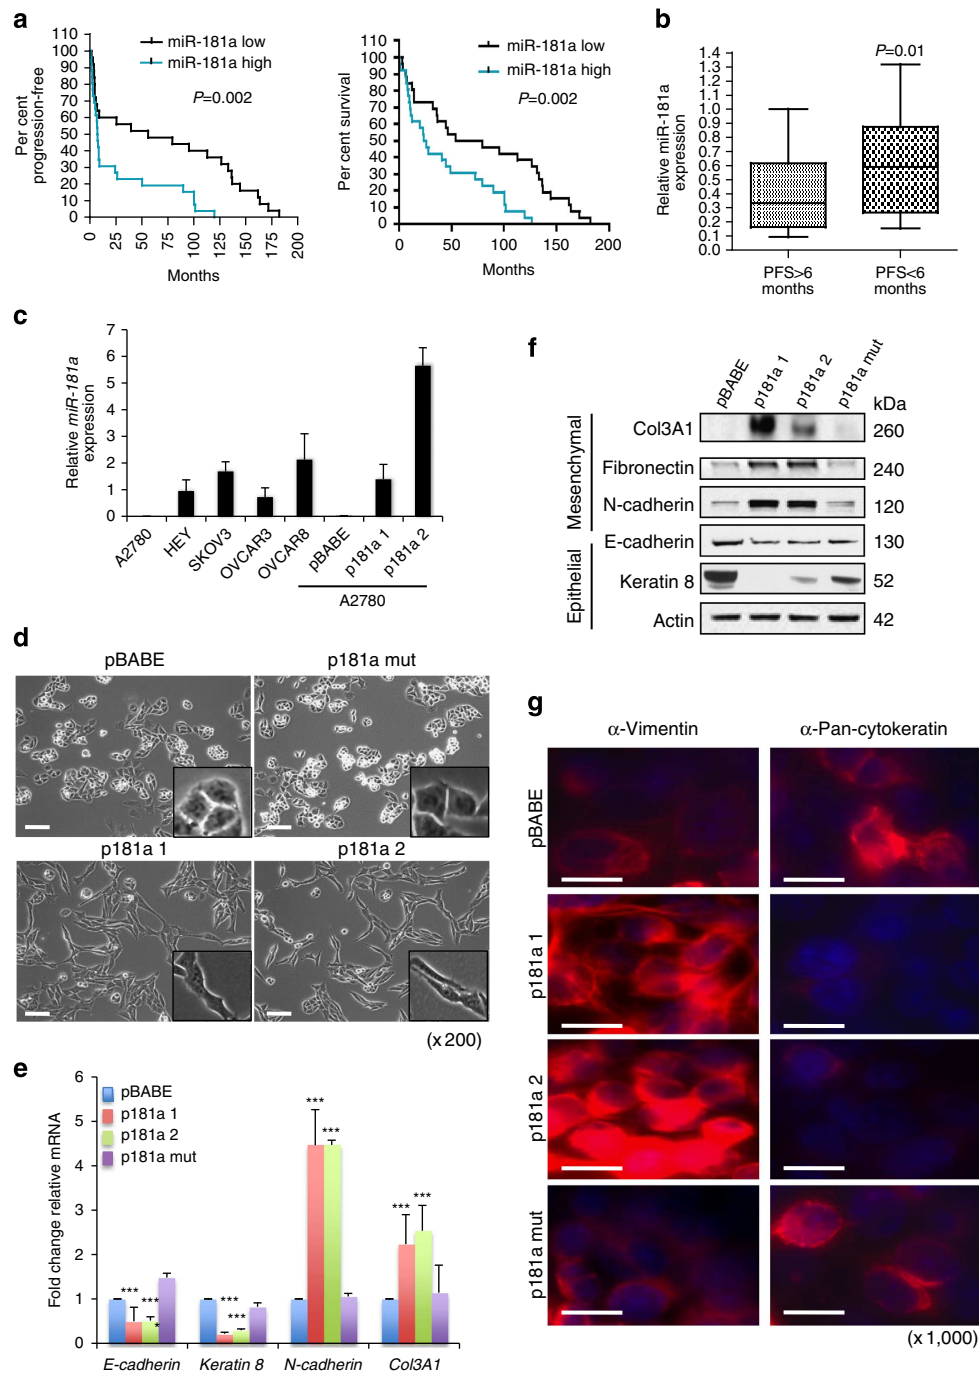 a
110
100
90
80
70
60
50
40
30
20
10
0
Per cent
progression-free
miR-181a low
miR-181a high
P=0.002
0
25
50
75
100
125
150
175
200
Months
110
100
90
80
70
60
50
40
30
20
10
0
Per cent survival
miR-181a low
miR-181a high
P=0.002
0
50
100
150
200
Months
b
1.4
1.3
1.2
1.1
1.0
0.9
0.8
0.7
0.6
0.5
0.4
0.3
0.2
0.1
0.0
Relative miR-181a
expression
P=0.01
PFS>6
months
PFS<6
months
c
7
6
5
4
3
2
1
0
Relative miR-181a
expression
A2780
HEY
SKOV3
OVCAR3
OVCAR8
pBABE
p181a 1
p181a 2
A2780
d
pBABE
p181a mut
p181a 1
p181a 2
(x 200)
e
6
5
4
3
2
1
0
Fold change relative mRNA
pBABE
p181a 1
p181a 2
p181a mut
***
***
*
***
***
***
***
***
***
E-cadherin
Keratin 8
N-cadherin
Col3A1
f
pBABE
p181a 1
p181a 2
p181a mut
kDa
Mesenchymal
Epithelial
Col3A1
260
Fibronectin
240
N-cadherin
120
E-cadherin
130
Keratin 8
52
Actin
42
g
α-Vimentin
α-Pan-cytokeratin
pBABE
p181a 1
p181a 2
p181a mut
(x 1,000)